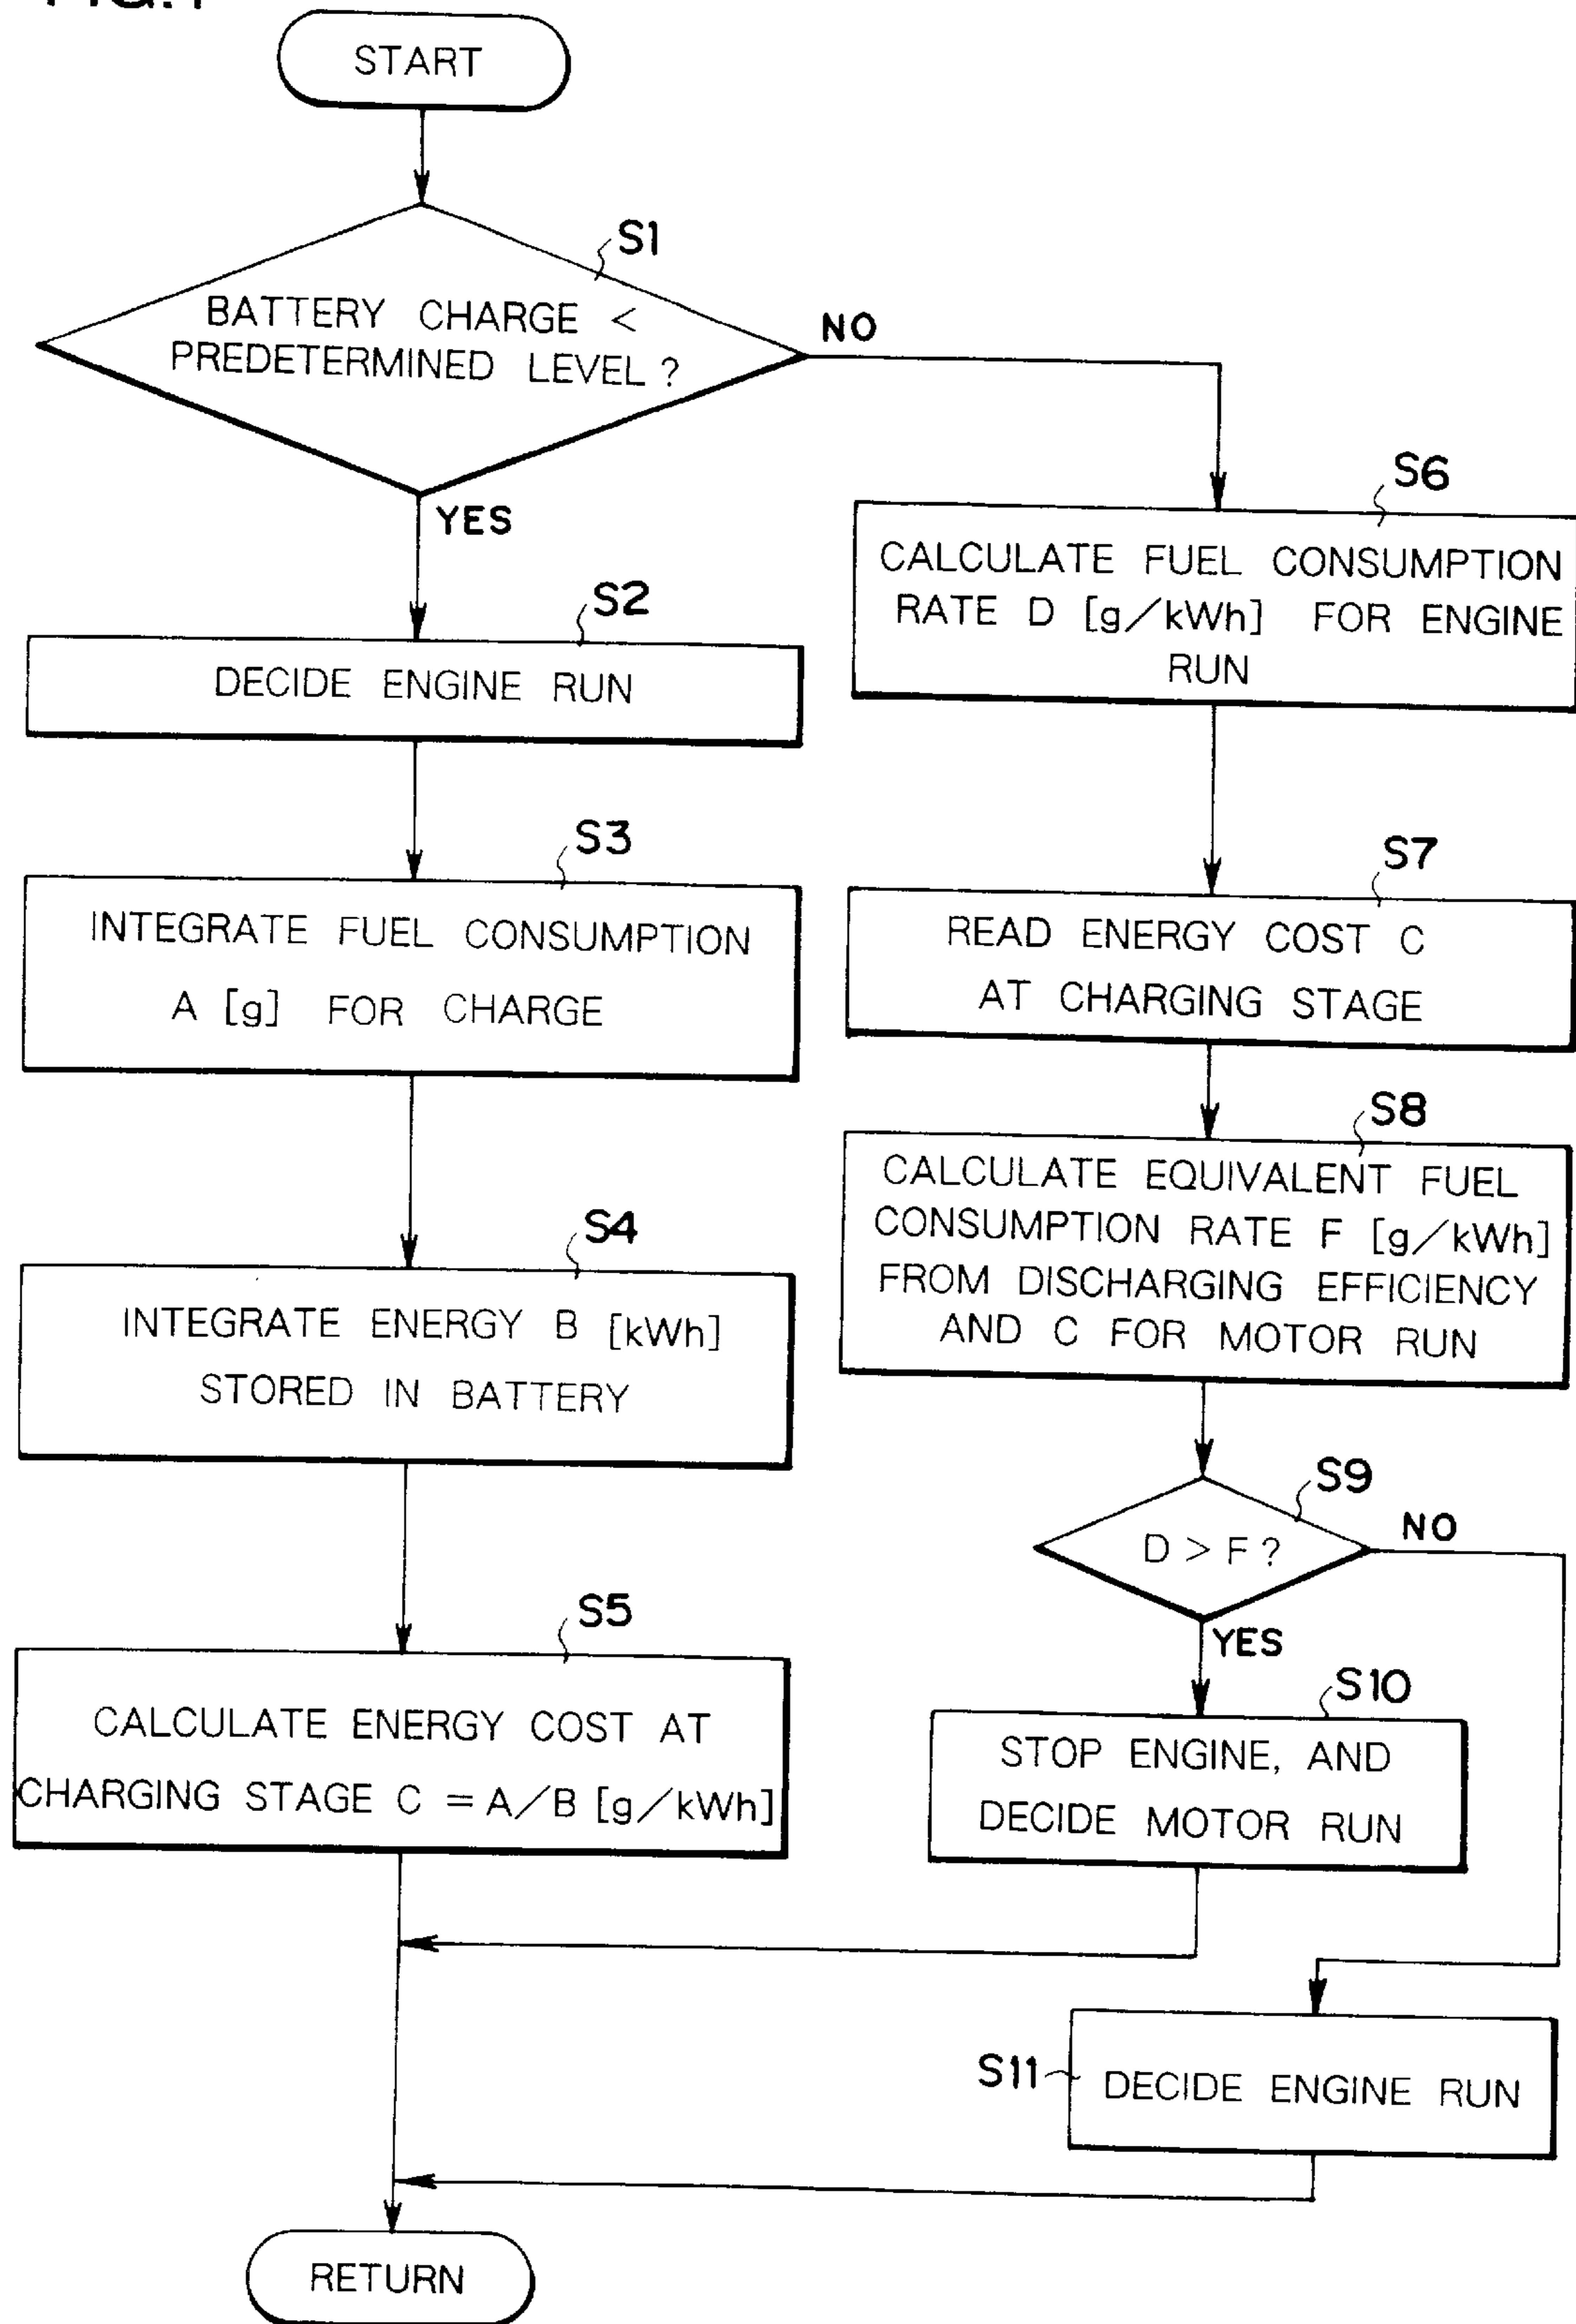 START
S1
BATTERY CHARGE <
PREDETERMINED LEVEL ?
NO
YES
S2
DECIDE ENGINE RUN
S3
INTEGRATE FUEL CONSUMPTION
A [g] FOR CHARGE
S4
INTEGRATE ENERGY B [kWh]
STORED IN BATTERY
S5
CALCULATE ENERGY COST AT
CHARGING STAGE C = A/B [g/kWh]
S6
CALCULATE FUEL CONSUMPTION
RATE D [g/kWh] FOR ENGINE
RUN
S7
READ ENERGY COST C
AT CHARGING STAGE
S8
CALCULATE EQUIVALENT FUEL
CONSUMPTION RATE F [g/kWh]
FROM DISCHARGING EFFICIENCY
AND C FOR MOTOR RUN
S9
D > F ?
NO
YES
S10
STOP ENGINE, AND
DECIDE MOTOR RUN
S11
DECIDE ENGINE RUN
RETURN